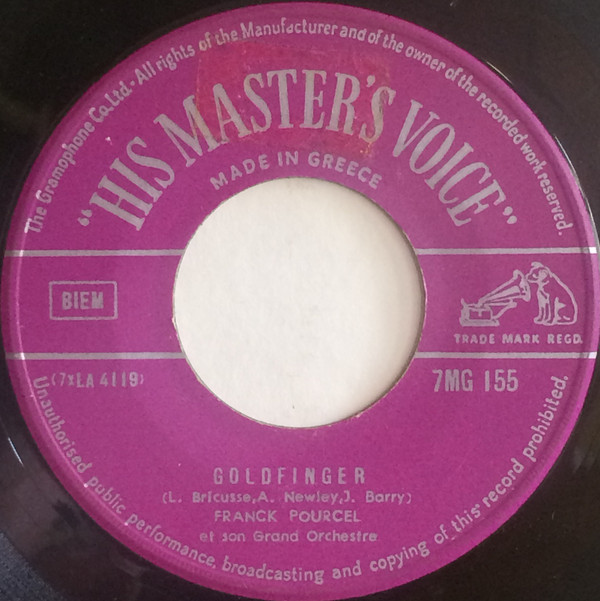 The Gramophone Co. Ltd - All rights of the Manufacturer and of the owner of the recorded work reserved.
"HIS MASTER'S VOICE"
MADE IN GREECE
BIEM
TRADE MARK REGD.
(7xLA 4119)
7MG 155
GOLDFINGER
(L. Bricusse,A. Newley,J. Barry)
FRANCK POURCEL
et son Grand Orchestre
Unauthorised public performance, broadcasting and copying of this record prohibited.